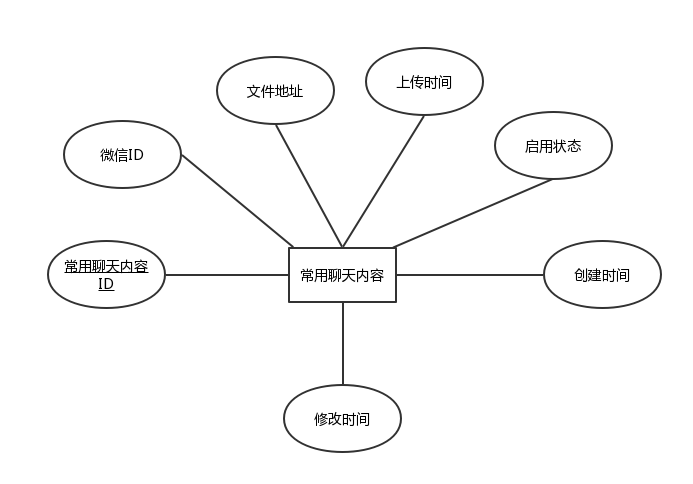 上传时间
文件地址
启用状态
微信ID
常用聊天内容
ID
常用聊天内容
创建时间
修改时间